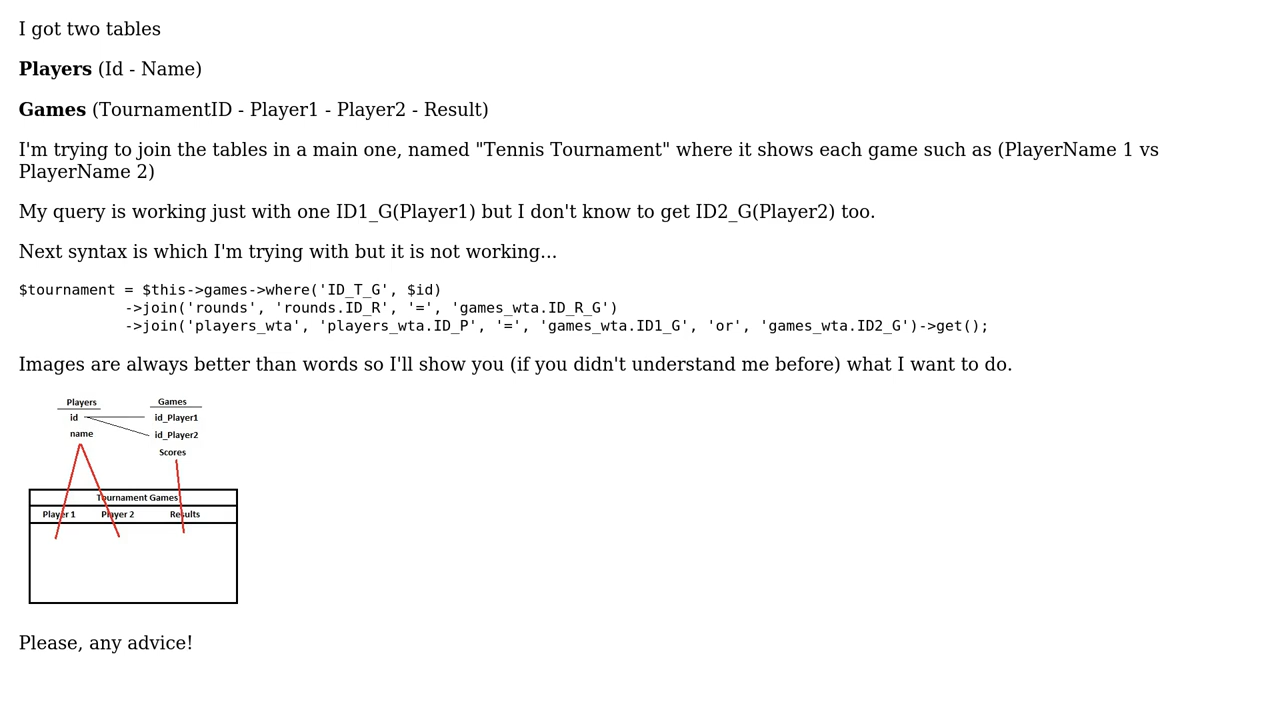 I got two tables
Players (Id - Name)
Games (TournamentID - Player1 - Player2 - Result)
I'm trying to join the tables in a main one, named "Tennis Tournament" where it shows each game such as (PlayerName 1 vs
PlayerName 2)
My query is working just with one ID1_G(Player1) but I don't know to get ID2_G(Player2) too.
Next syntax is which I'm trying with but it is not working...
$tournament = $this->games->where('ID_T_G', $id)
->join('rounds', 'rounds.ID_R', '=', 'games_wta.ID_R_G')
->join('players_wta', 'players_wta.ID_P', '=', 'games_wta.ID1_G', 'or', 'games_wta.ID2_G')->get();
Images are always better than words so I'll show you (if you didn't understand me before) what I want to do.
Players Games
id id_Player1
name id_Player2
Scores
Tournament Games
Player 1 Player 2 Results
Please, any advice!